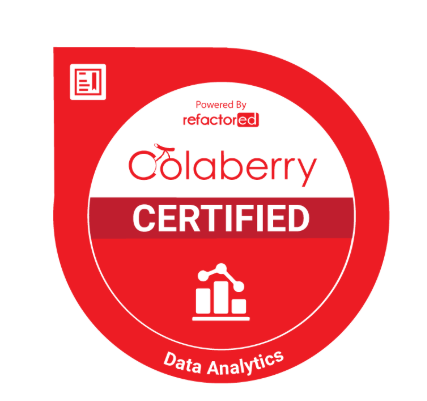 Powered By
refactored
Colaberry
CERTIFIED
Data Analytics